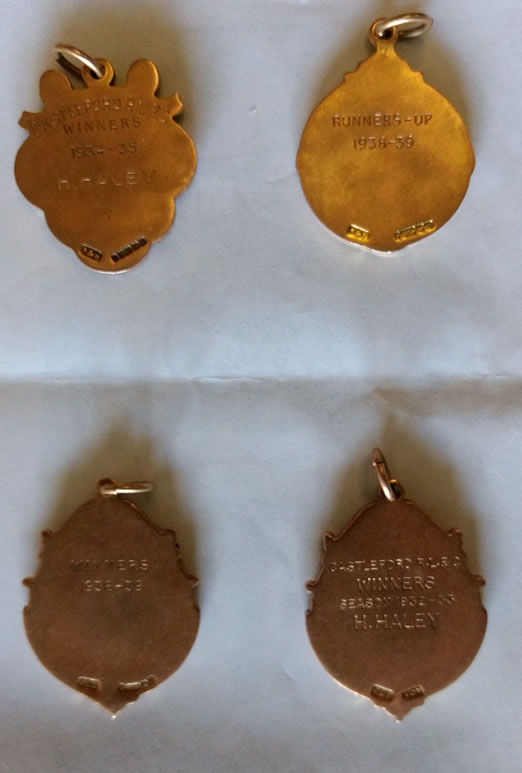 CASTLEFORD R.L.F.C.
WINNERS
1934-35
H. HALEY
RUNNERS-UP
1938-39
WINNERS
1938-39
CASTLEFORD R.L.F.C.
WINNERS
SEASON 1932-33
H. HALEY